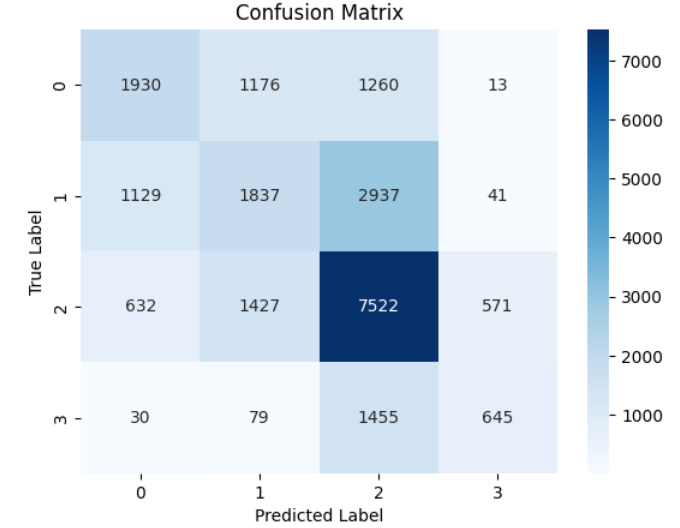 Confusion Matrix
0 1930 1176 1260 13
1 1129 1837 2937 41
2 632 1427 7522 571
3 30 79 1455 645
0 1 2 3
Predicted Label
True Label
7000
6000
5000
4000
3000
2000
1000